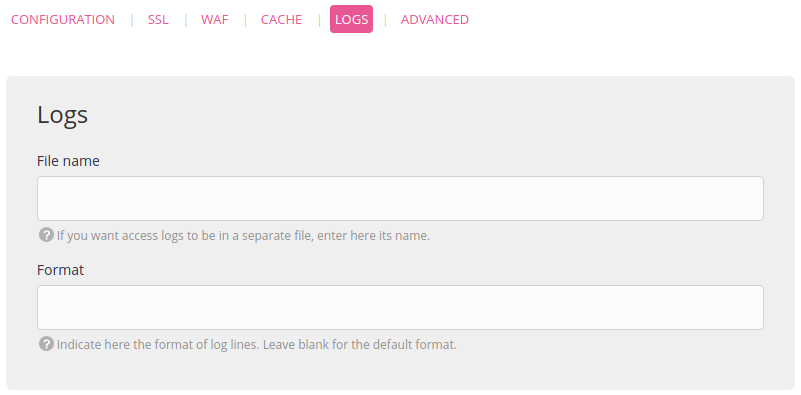 CONFIGURATION | SSL | WAF | CACHE | LOGS | ADVANCED
Logs
File name
? If you want access logs to be in a separate file, enter here its name.
Format
? Indicate here the format of log lines. Leave blank for the default format.